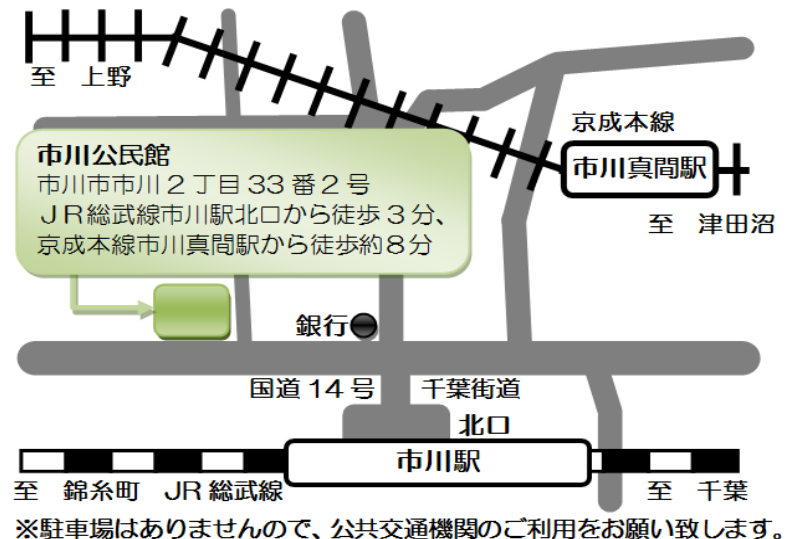 至 上野
京成本線
市川真間駅
至 津田沼
市川公民館
市川市市川2丁目33番2号
JR総武線市川駅北口から徒歩3分、
京成本線市川真間駅から徒歩約8分
銀行
国道14号 千葉街道
北口
市川駅
至 錦糸町 JR総武線 至 千葉
※駐車場はありませんので、公共交通機関のご利用をお願い致します。